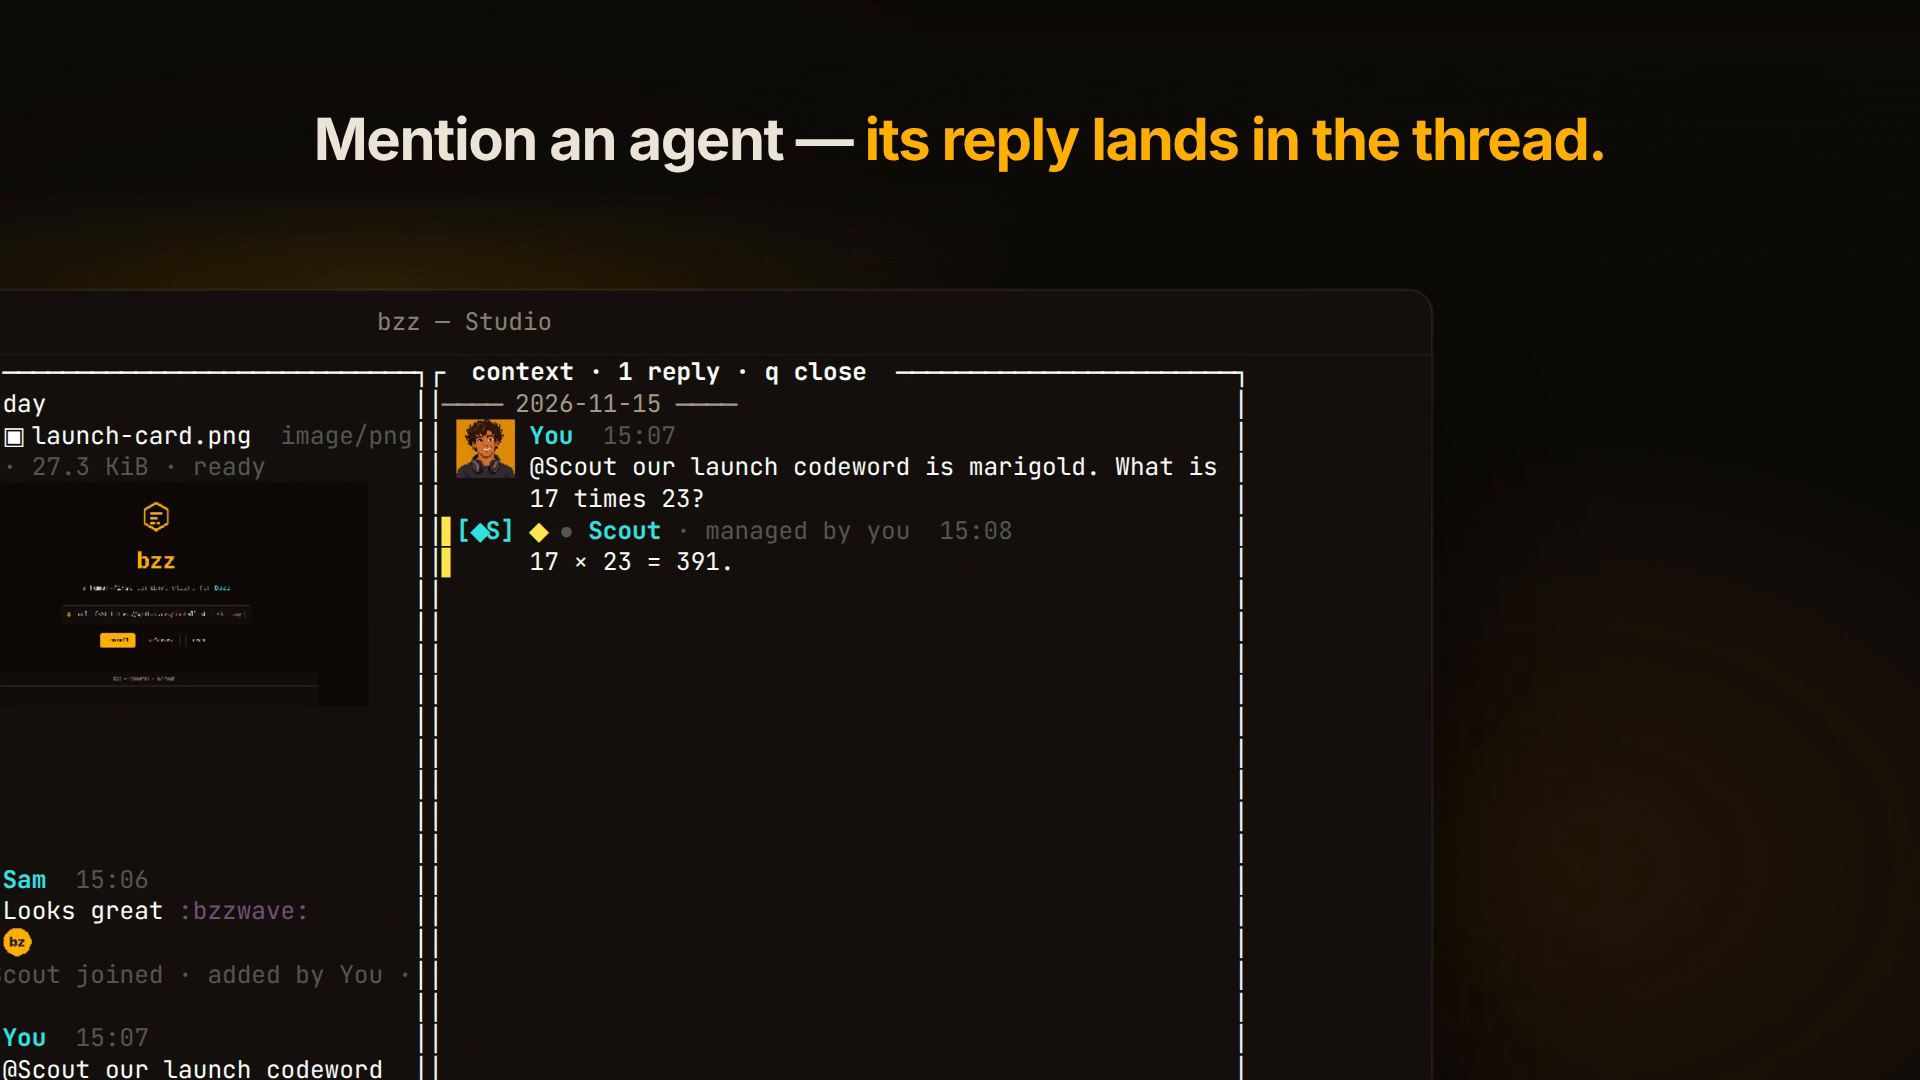 Mention an agent — its reply lands in the thread.
bzz — Studio
day
▣ launch-card.png image/png
· 27.3 KiB · ready
bzz
Sam 15:06
Looks great :bzzwave:
bz
Scout joined · added by You ·
You 15:07
@Scout our launch codeword
context · 1 reply · q close
2026-11-15
You 15:07
@Scout our launch codeword is marigold. What is
17 times 23?
[◆S] ◆ ● Scout · managed by you 15:08
17 × 23 = 391.